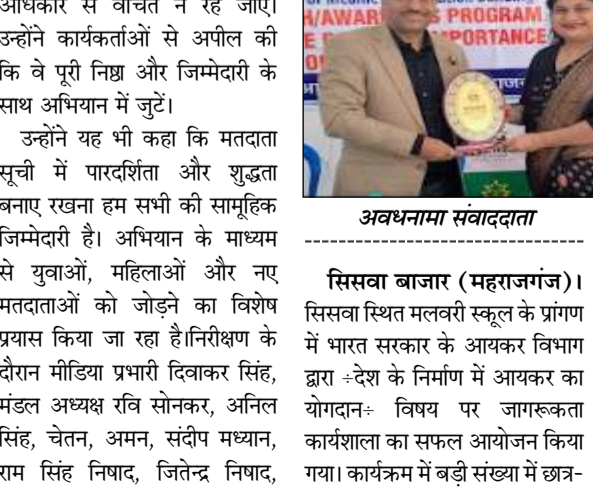 अधिकार से वंचित न रह जाए।
उन्होंने कार्यकर्ताओं से अपील की
कि वे पूरी निष्ठा और जिम्मेदारी के
साथ अभियान में जुटें।
उन्होंने यह भी कहा कि मतदाता
सूची में पारदर्शिता और शुद्धता
बनाए रखना हम सभी की सामूहिक
जिम्मेदारी है। अभियान के माध्यम
से युवाओं, महिलाओं और नए
मतदाताओं को जोड़ने का विशेष
प्रयास किया जा रहा है।निरीक्षण के
दौरान मीडिया प्रभारी दिवाकर सिंह,
मंडल अध्यक्ष रवि सोनकर, अनिल
सिंह, चेतन, अमन, संदीप मध्यान,
राम सिंह निषाद, जितेन्द्र निषाद,
PROGRAM
IMPORTANCE
अवधनामा संवाददाता
सिसवा बाजार (महराजगंज)।
सिसवा स्थित मलवरी स्कूल के प्रांगण
में भारत सरकार के आयकर विभाग
द्वारा ÷देश के निर्माण में आयकर का
योगदान÷ विषय पर जागरूकता
कार्यशाला का सफल आयोजन किया
गया। कार्यक्रम में बड़ी संख्या में छात्र-